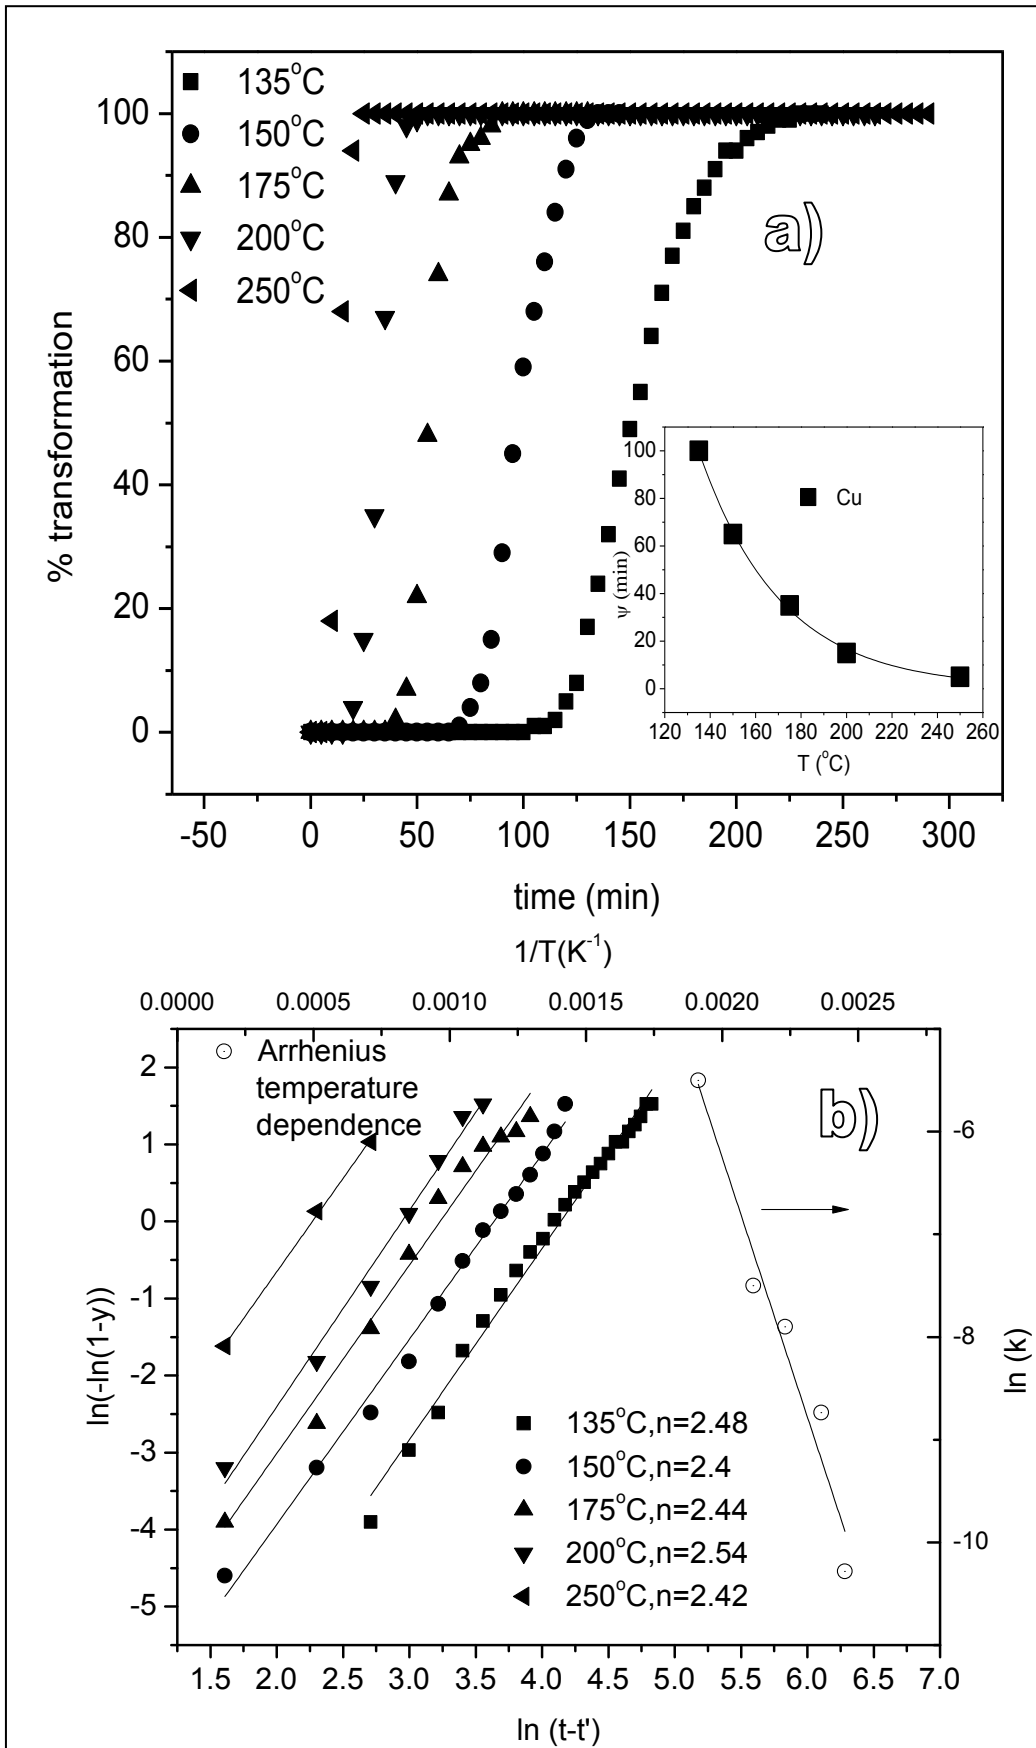 135°C
150°C
175°C
200°C
250°C
a)
100
80
60
40
20
0
% transformation
-50 0 50 100 150 200 250 300
time (min)
Cu
100
80
60
40
20
0
ψ (min)
120 140 160 180 200 220 240 260
T (°C)
1/T(K⁻¹)
0.0000 0.0005 0.0010 0.0015 0.0020 0.0025
Arrhenius
temperature
dependence
b)
2
1
0
-1
-2
-3
-4
-5
ln(-ln(1-y))
-6
-8
-10
ln (k)
135°C,n=2.48
150°C,n=2.4
175°C,n=2.44
200°C,n=2.54
250°C,n=2.42
1.5 2.0 2.5 3.0 3.5 4.0 4.5 5.0 5.5 6.0 6.5 7.0
ln (t-t')